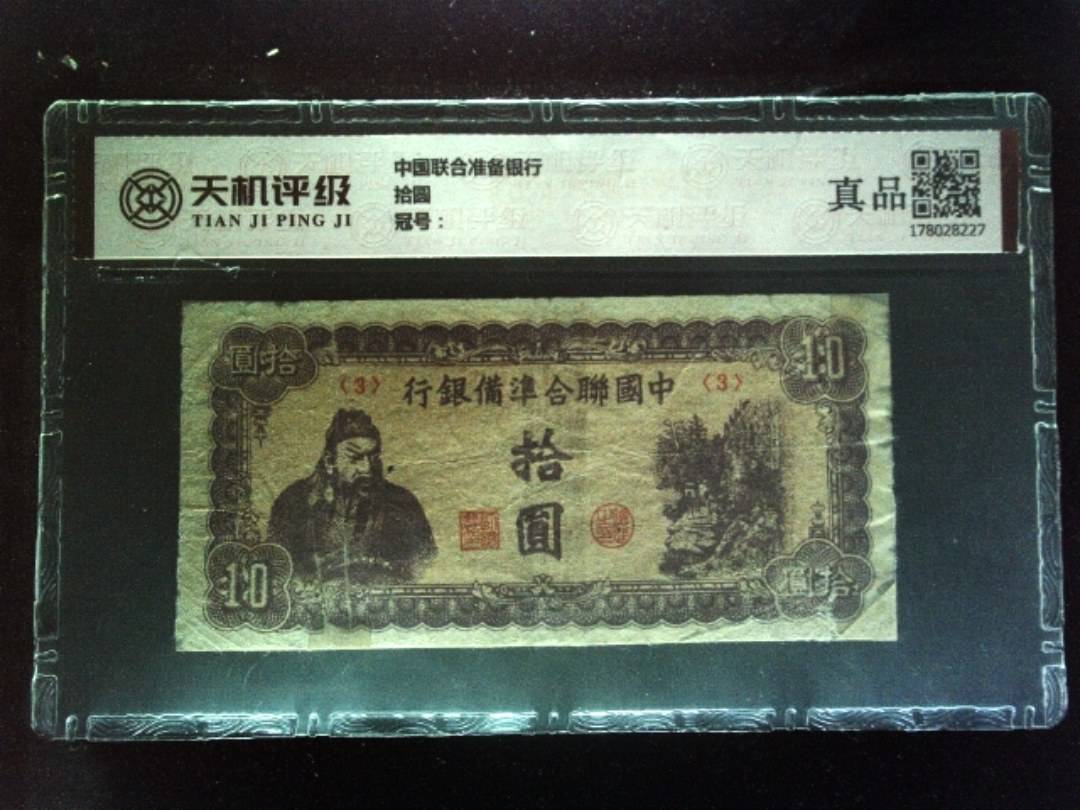 天机评级
TIAN JI PING JI
中国联合准备银行
拾圆
冠号：
真品
178028227
圓拾
10
(3) 行銀備準合聯國中 (3)
拾
圓
10
圓拾